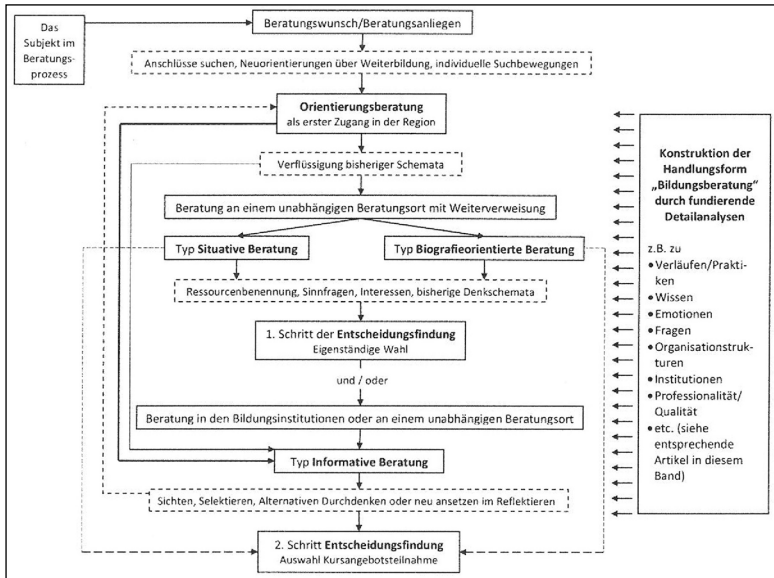 Das
Subjekt im
Beratungs-
prozess
Beratungswunsch/Beratungsanliegen
Anschlüsse suchen, Neuorientierungen über Weiterbildung, individuelle Suchbewegungen
Orientierungsberatung
als erster Zugang in der Region
Verflüssigung bisheriger Schemata
Beratung an einem unabhängigen Beratungsort mit Weiterverweisung
Typ Situative Beratung
Typ Biografieorientierte Beratung
Ressourcenbenennung, Sinnfragen, Interessen, bisherige Denkschemata
1. Schritt der Entscheidungsfindung
Eigenständige Wahl
und / oder
Beratung in den Bildungsinstitutionen oder an einem unabhängigen Beratungsort
Typ Informative Beratung
Sichten, Selektieren, Alternativen Durchdenken oder neu ansetzen im Reflektieren
2. Schritt Entscheidungsfindung
Auswahl Kursangebotsteilnahme
Konstruktion der
Handlungsform
„Bildungsberatung“
durch fundierende
Detailanalysen
z.B. zu
• Verläufen/Prakti-
ken
• Wissen
• Emotionen
• Fragen
• Organisationstruk-
turen
• Institutionen
• Professionalität/
Qualität
• etc. (siehe
entsprechende
Artikel in diesem
Band)